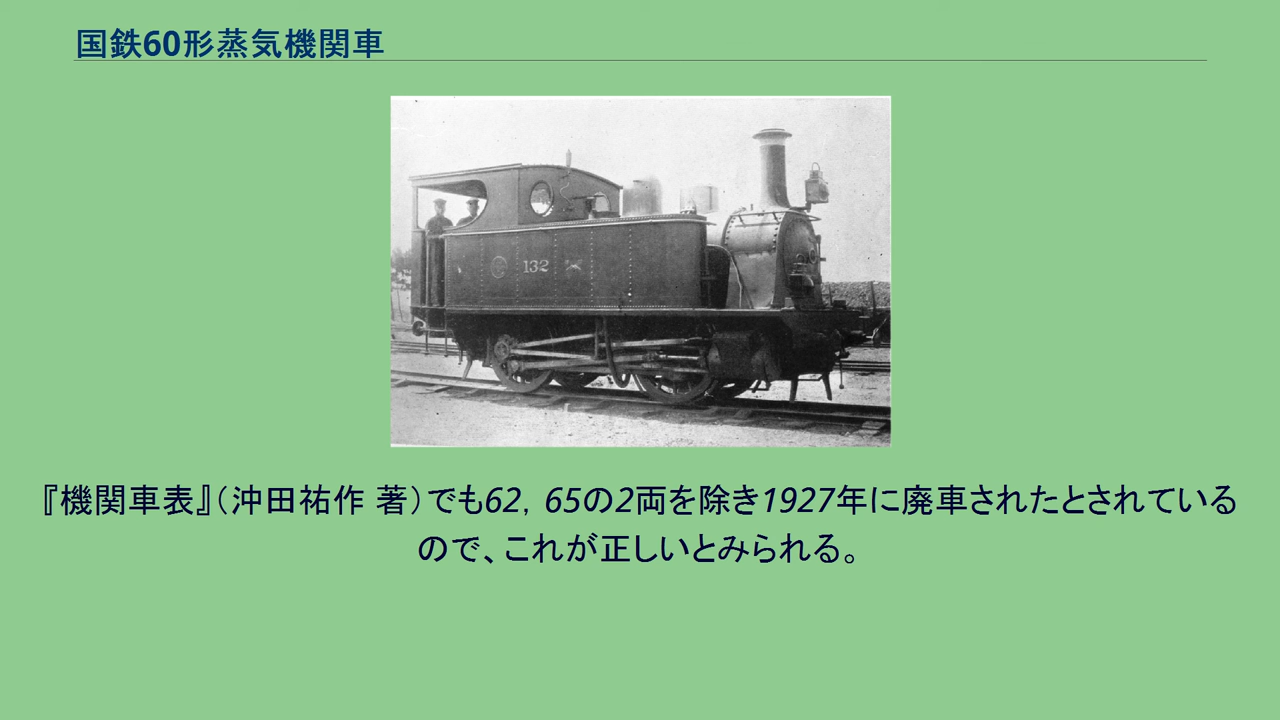 国鉄60形蒸気機関車
132
『機関車表』（沖田祐作 著）でも62，65の2両を除き1927年に廃車されたとされている
ので、これが正しいとみられる。